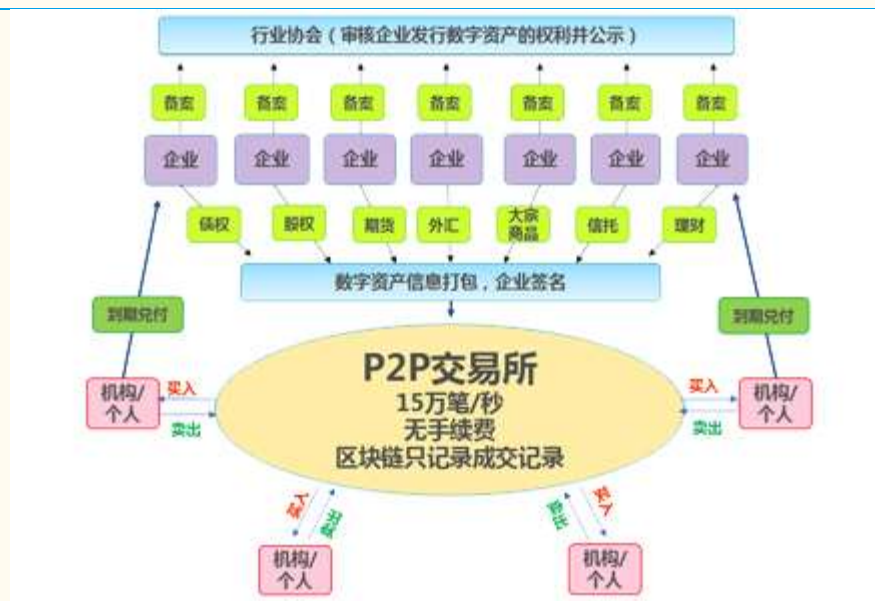 行业协会（审核企业发行数字资产的权利并公示）
备案 备案 备案 备案 备案 备案 备案
企业 企业 企业 企业 企业 企业 企业
债权 股权 期货 外汇 大宗 信托 理财
商品
数字资产信息打包，企业签名
到期兑付 到期兑付
P2P交易所
15万笔/秒
无手续费
区块链只记录成交记录
机构/
个人
买入
卖出
买入
卖出
机构/
个人
买入
卖出
卖出
买入
机构/
个人
机构/
个人